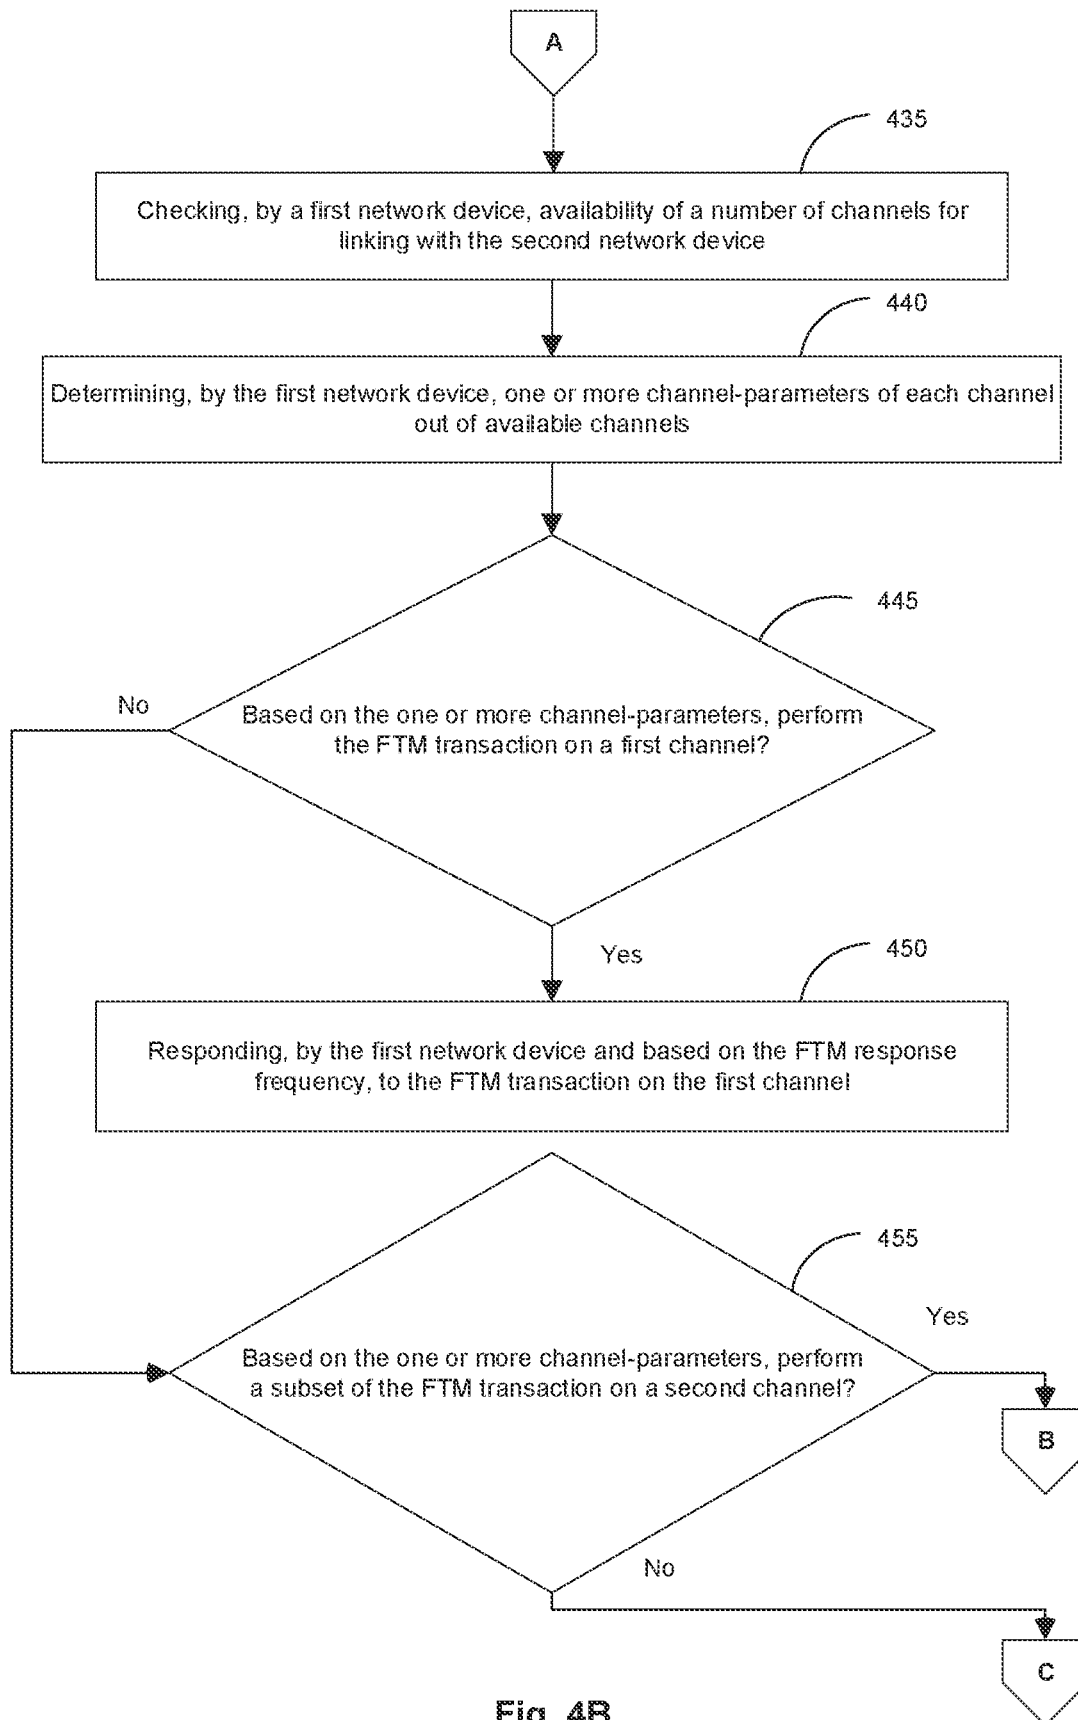 A
435
Checking, by a first network device, availability of a number of channels for
linking with the second network device
440
Determining, by the first network device, one or more channel-parameters of each channel
out of available channels
445
No
Based on the one or more channel-parameters, perform
the FTM transaction on a first channel?
Yes
450
Responding, by the first network device and based on the FTM response
frequency, to the FTM transaction on the first channel
455
Yes
Based on the one or more channel-parameters, perform
a subset of the FTM transaction on a second channel?
B
No
C
Fig. 4B